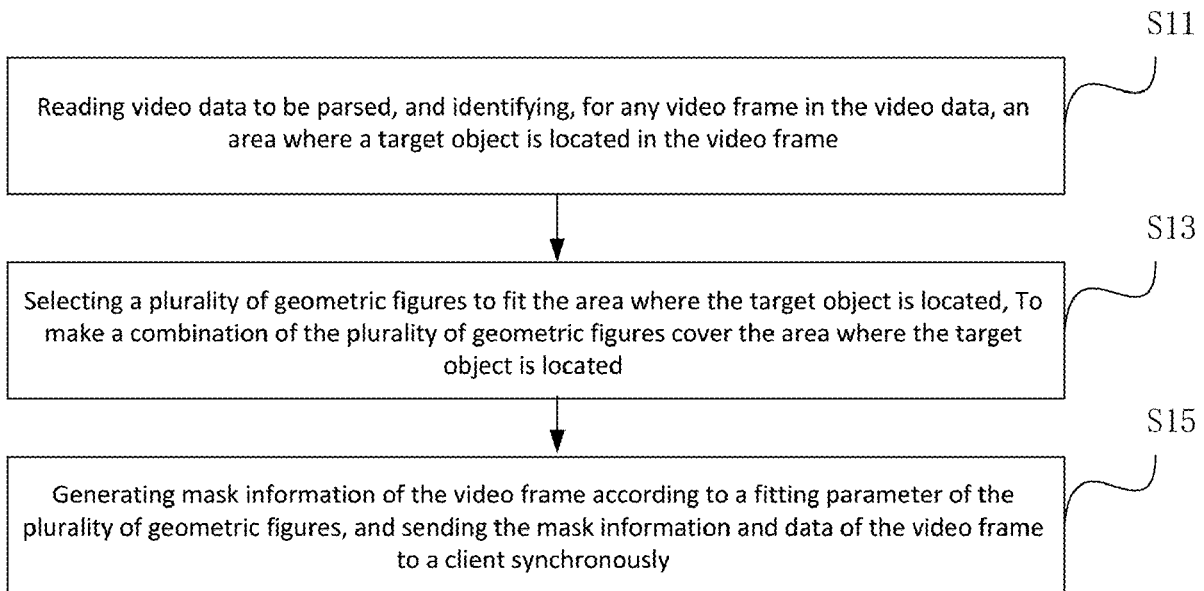 S11
Reading video data to be parsed, and identifying, for any video frame in the video data, an
area where a target object is located in the video frame
S13
Selecting a plurality of geometric figures to fit the area where the target object is located, To
make a combination of the plurality of geometric figures cover the area where the target
object is located
S15
Generating mask information of the video frame according to a fitting parameter of the
plurality of geometric figures, and sending the mask information and data of the video frame
to a client synchronously